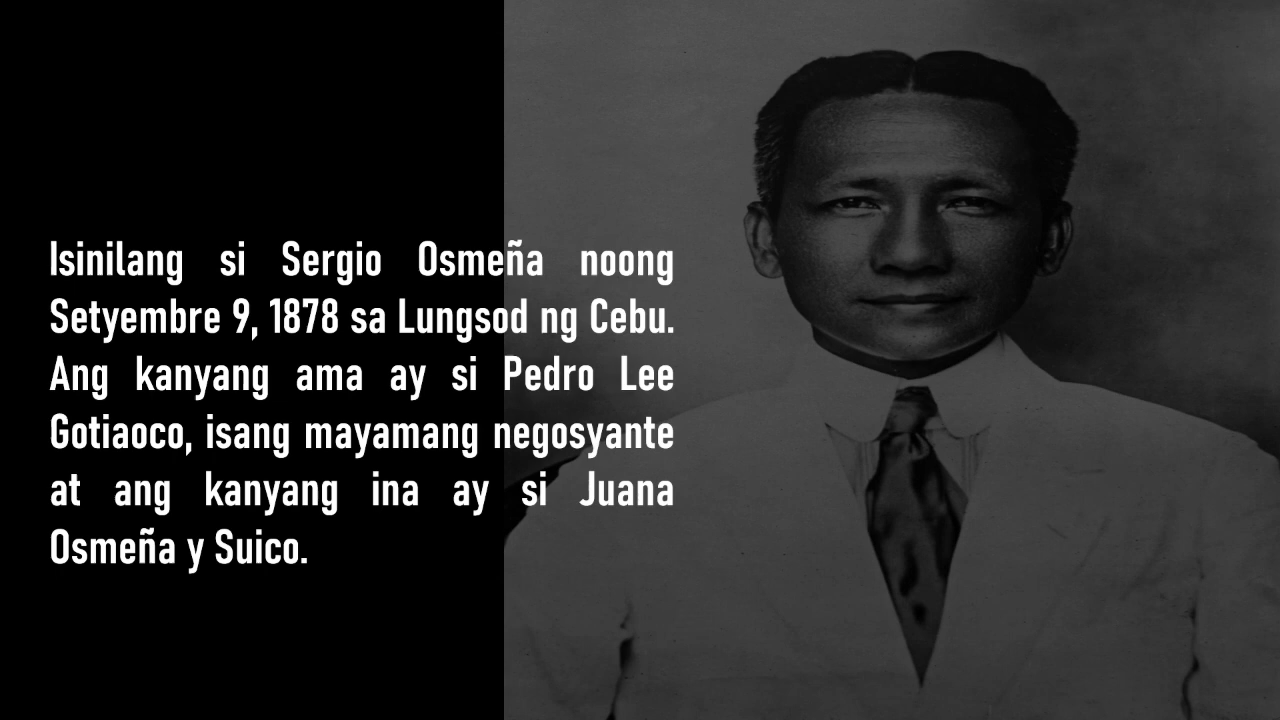 Isinilang si Sergio Osmeña noong
Setyembre 9, 1878 sa Lungsod ng Cebu.
Ang kanyang ama ay si Pedro Lee
Gotiaoco, isang mayamang negosyante
at ang kanyang ina ay si Juana
Osmeña y Suico.